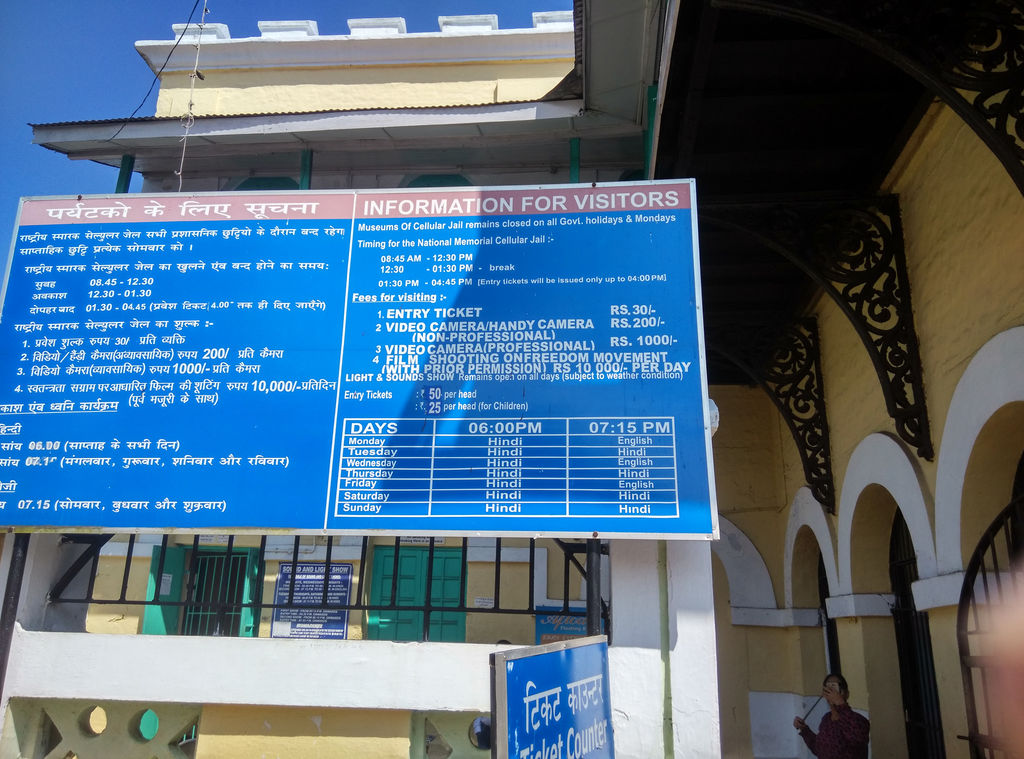 पर्यटको के लिए सूचना
राष्ट्रीय स्मारक सेल्युलर जेल सभी प्रशासनिक छुट्टियो के दौरान बन्द रहेगा
साप्ताहिक छुट्टि प्रत्येक सोमवार को ।
राष्ट्रीय स्मारक सेल्युलर जेल का खुलने एंव बन्द होने का समय:
सुबह 08.45 - 12.30
अवकाश 12.30 - 01.30
दोपहर बाद 01.30 - 04.45 (प्रवेश टिकट 4.00 तक ही दिए जाएँगे)
राष्ट्रीय स्मारक सेल्युलर जेल का शुल्क :-
1. प्रवेश शुल्क रुपय 30/ प्रति व्यक्ति
2. विडियो/हैंडी कैमरा(अव्यावसायिक) रुपय 200/ प्रति कैमरा
3. विडियो कैमरा(व्यावसायिक) रुपय 1000/- प्रति कैमरा
4. स्वतन्त्रता संग्राम पर आधारित फिल्म की शुटिंग रुपय 10,000/-प्रतिदिन
(पूर्व मजूरी के साथ)
एंव ध्वनि कार्यक्रम
हिन्दी
सांय 06.00 (साप्ताह के सभी दिन)
सांय (मंगलवार, गुरूवार, शनिवार और रविवार)
07.15 (सोमवार, बुधवार और शुक्रवार)
INFORMATION FOR VISITORS
Museums Of Cellular Jail remains closed on all Govt. holidays & Mondays
Timing for the National Memorial Cellular Jail :-
08:45 AM - 12:30 PM
12:30 - 01:30 PM - break
01:30 PM - 04:45 PM [Entry tickets will be issued only up to 04:00 PM]
Fees for visiting :-
1. ENTRY TICKET RS.30/-
2 VIDEO CAMERA/HANDY CAMERA RS.200/-
(NON-PROFESSIONAL)
3 VIDEO CAMERA(PROFESSIONAL) RS. 1000/-
4 FILM SHOOTING ON FREEDOM MOVEMENT
(WITH PRIOR PERMISSION) RS 10 000/- PER DAY
LIGHT & SOUNDS SHOW Remains open on all days (subject to weather condition)
Entry Tickets : ₹. 50 per head
: ₹. 25 per head (for Children)
DAYS 06:00PM 07:15 PM
Monday Hindi English
Tuesday Hindi Hindi
Wednesday Hindi English
Thursday Hindi Hindi
Friday Hindi English
Saturday Hindi Hindi
Sunday Hindi Hindi
SOUND AND LIGHT SHOW
टिकट काउन्टर
Ticket Counter